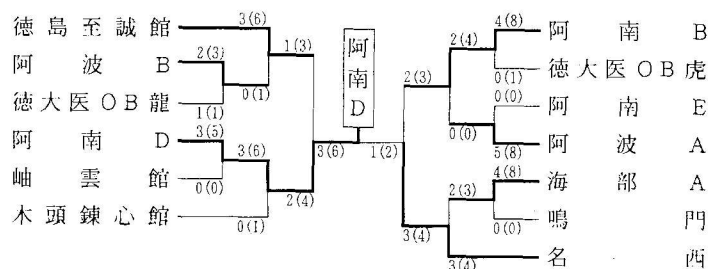 徳島至誠館
阿波B
徳大医OB龍
阿南D
岫雲館
木頭錬心館
3(6)
2(3)
1(1)
0(1)
1(3)
3(5)
0(0)
3(6)
0(1)
2(4)
3(6)
阿南D
1(2)
2(3)
2(4)
4(8)
0(1)
0(0)
0(0)
5(8)
4(8)
2(3)
0(0)
3(4)
3(4)
阿南B
徳大医OB虎
阿南E
阿波A
海部A
鳴門
名西